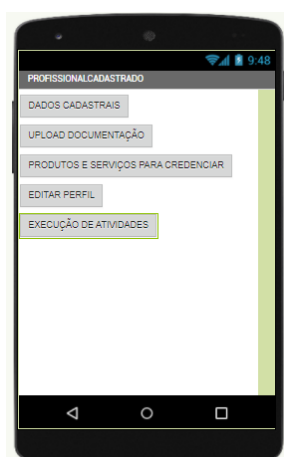 9:48
PROFISSIONALCADASTRADO
DADOS CADASTRAIS
UPLOAD DOCUMENTAÇÃO
PRODUTOS E SERVIÇOS PARA CREDENCIAR
EDITAR PERFIL
EXECUÇÃO DE ATIVIDADES